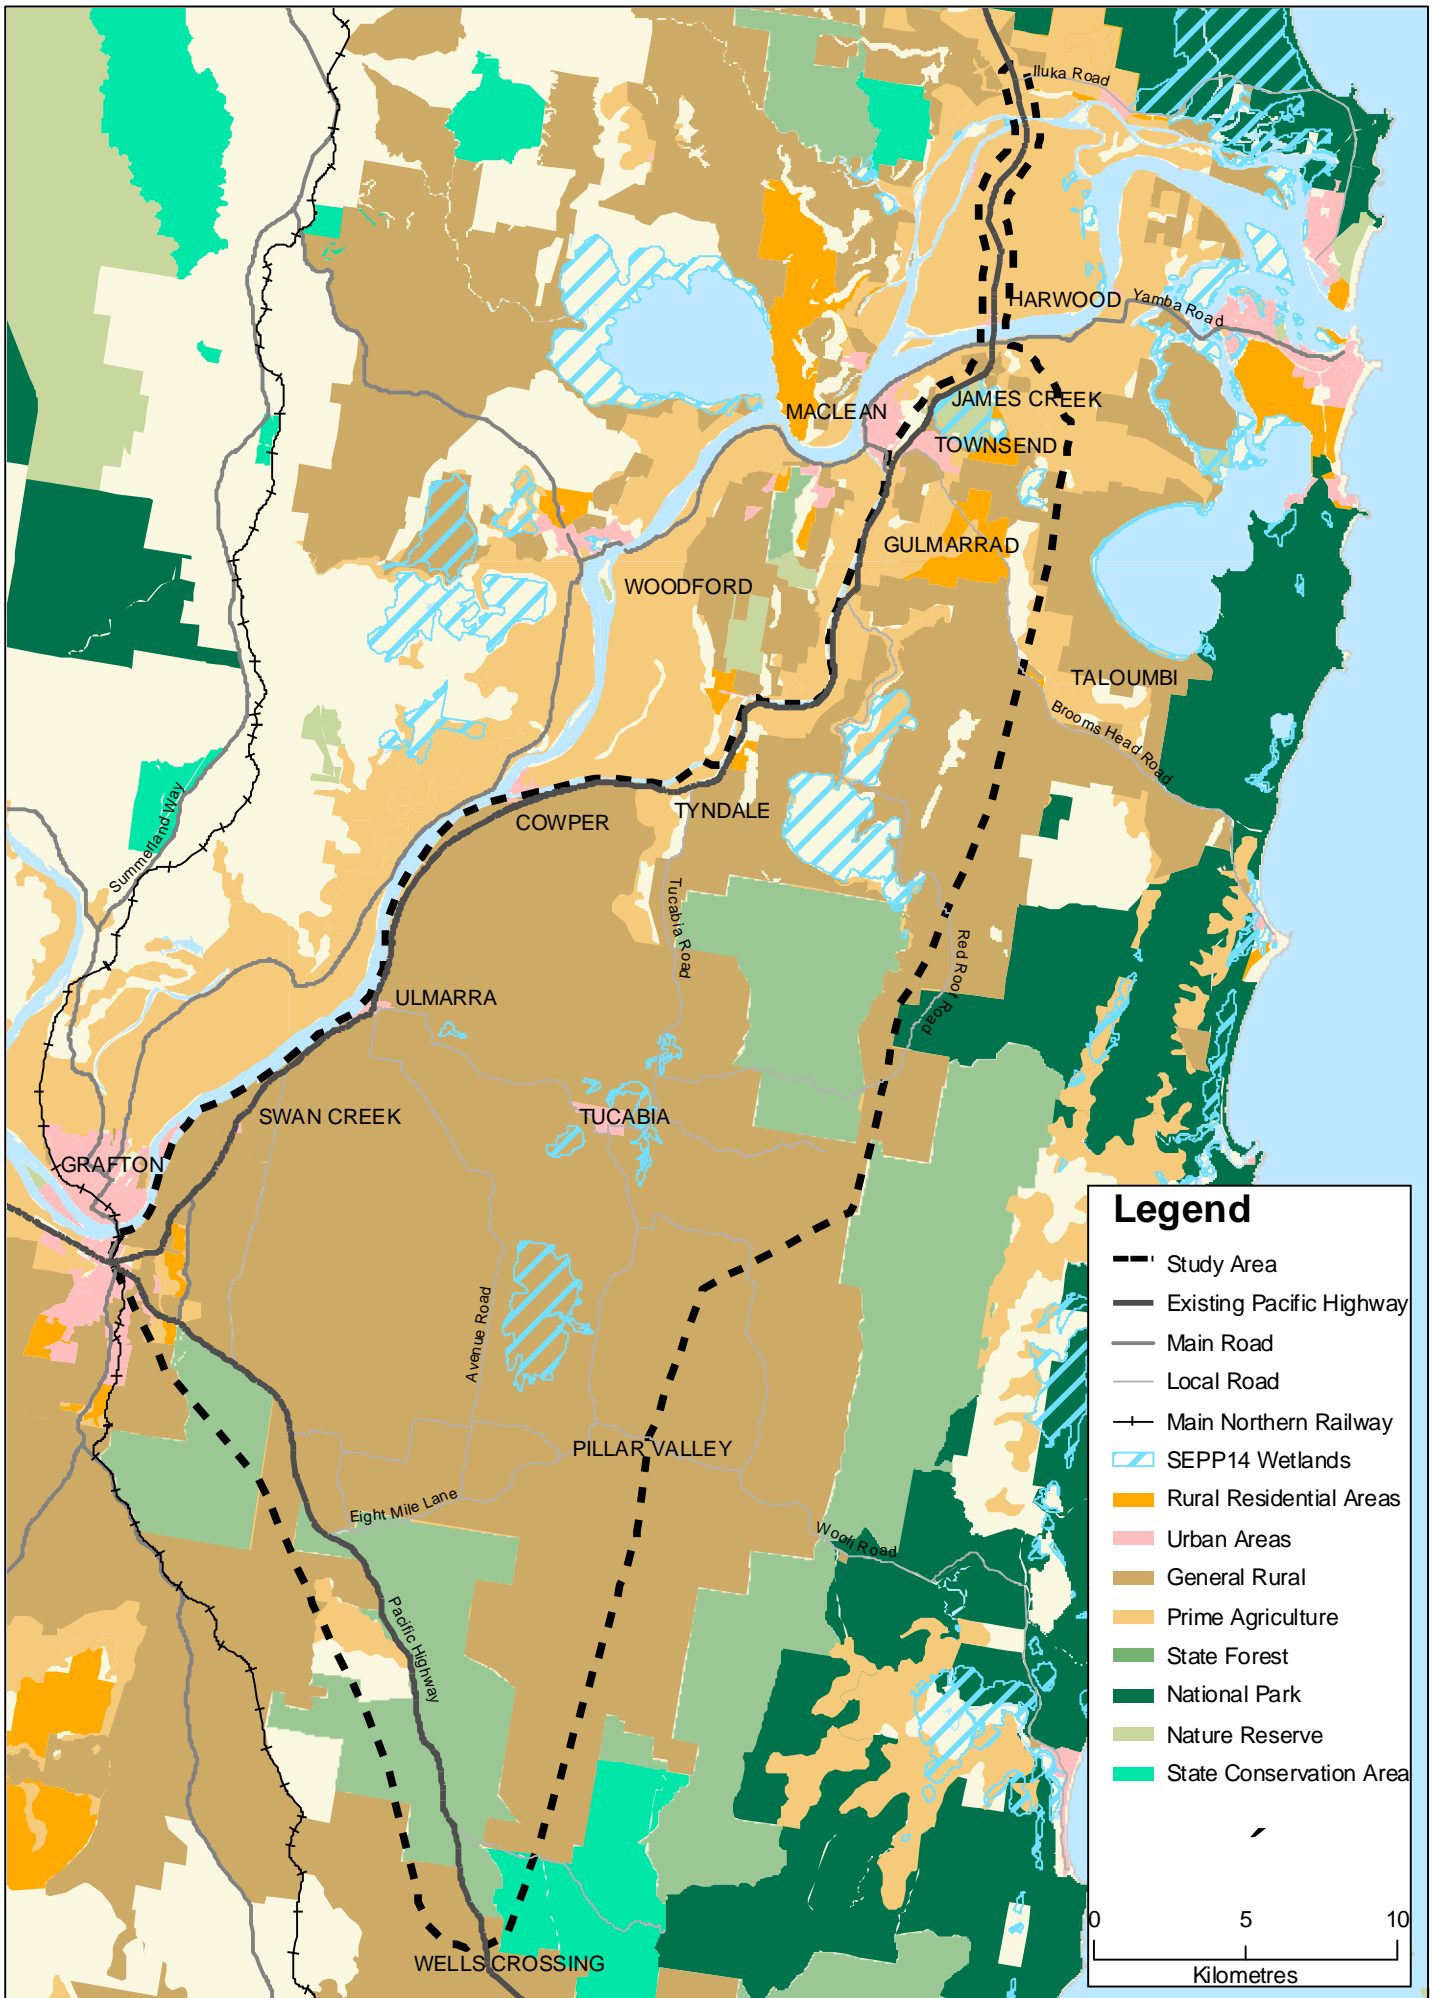 Iluka Road
HARWOOD
Yamba Road
JAMES CREEK
MACLEAN
TOWNSEND
GULMARRAD
WOODFORD
TALOUMBI
Brooms Head Road
COWPER
TYNDALE
Summerland Way
Tucabia Road
Red Root Road
ULMARRA
SWAN CREEK
TUCABIA
GRAFTON
Avenue Road
PILLAR VALLEY
Eight Mile Lane
Wooli Road
Pacific Highway
WELLS CROSSING
Legend
Study Area
Existing Pacific Highway
Main Road
Local Road
Main Northern Railway
SEPP14 Wetlands
Rural Residential Areas
Urban Areas
General Rural
Prime Agriculture
State Forest
National Park
Nature Reserve
State Conservation Area
0 5 10
Kilometres